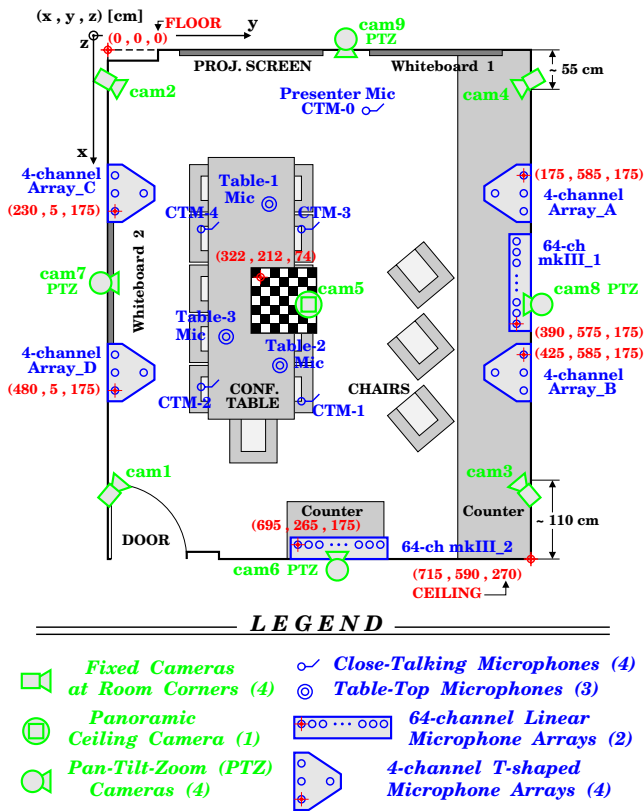 (x , y , z) [cm]
FLOOR
(0 , 0 , 0)
y
z
x
cam9
PTZ
PROJ. SCREEN
Whiteboard 1
~ 55 cm
cam2
cam4
Presenter Mic
CTM-0
4-channel
Array_C
(230 , 5 , 175)
Table-1
Mic
CTM-4
CTM-3
(175 , 585 , 175)
4-channel
Array_A
(322 , 212 , 74)
64-ch
mkIII_1
cam7
PTZ
Whiteboard 2
cam5
cam8 PTZ
Table-3
Mic
(390 , 575 , 175)
(425 , 585 , 175)
4-channel
Array_D
(480 , 5 , 175)
Table-2
Mic
4-channel
Array_B
CTM-2
CONF.
TABLE
CHAIRS
CTM-1
cam1
cam3
Counter
Counter
~ 110 cm
(695 , 265 , 175)
DOOR
64-ch mkIII_2
cam6 PTZ
(715 , 590 , 270)
CEILING
LEGEND
Fixed Cameras
at Room Corners (4)
Close-Talking Microphones (4)
Table-Top Microphones (3)
Panoramic
Ceiling Camera (1)
64-channel Linear
Microphone Arrays (2)
Pan-Tilt-Zoom (PTZ)
Cameras (4)
4-channel T-shaped
Microphone Arrays (4)